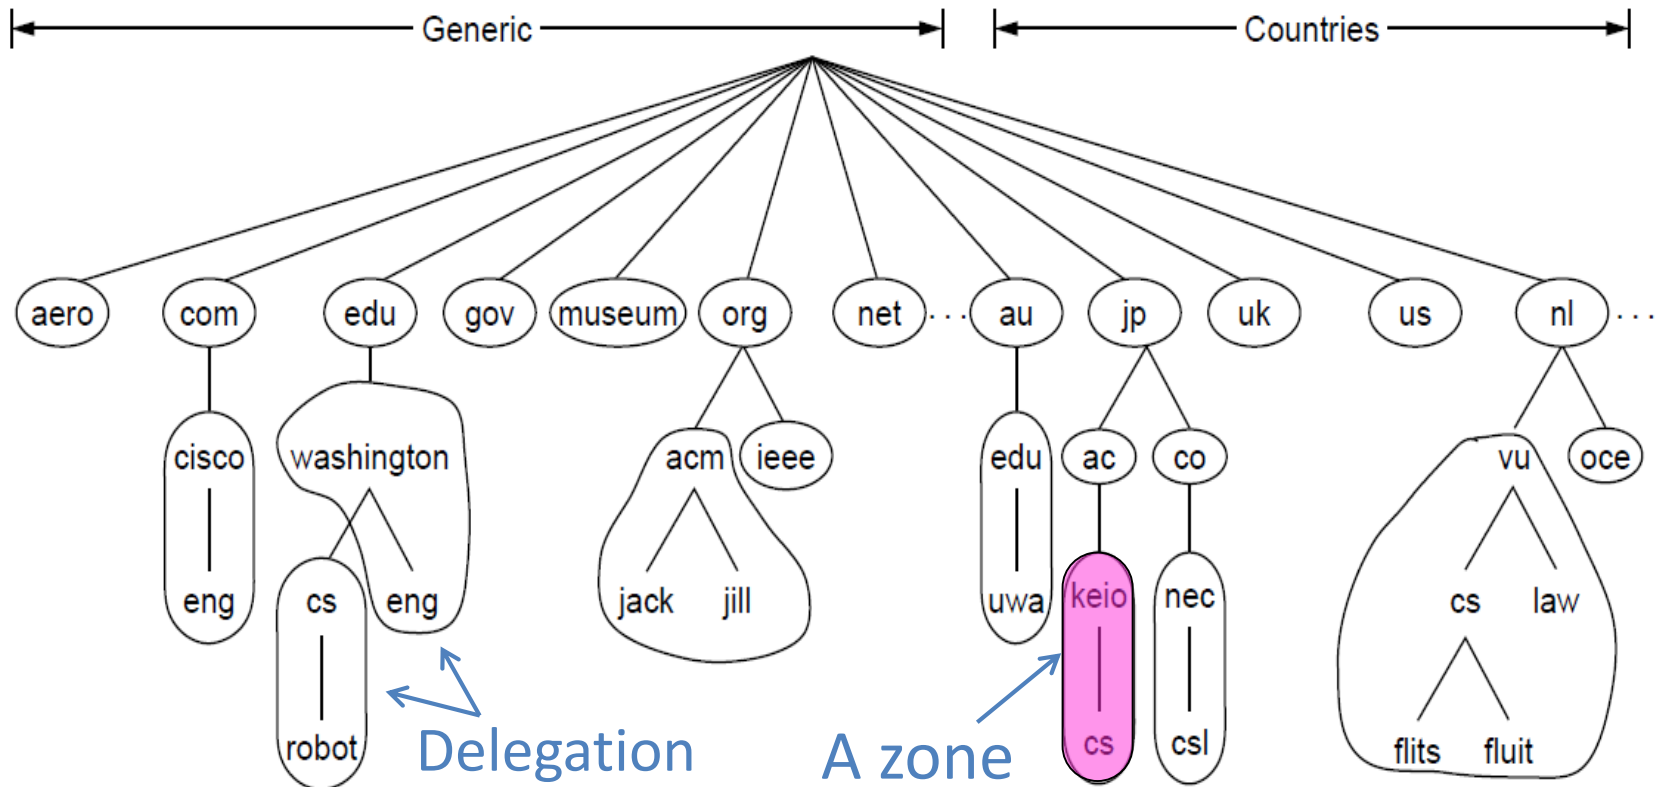 Generic Countries
aero com edu gov museum org net ... au jp uk us nl ...
cisco washington acm ieee edu ac co vu oce
eng cs eng jack jill uwa keio nec cs law
robot cs csl flits fluit
Delegation A zone